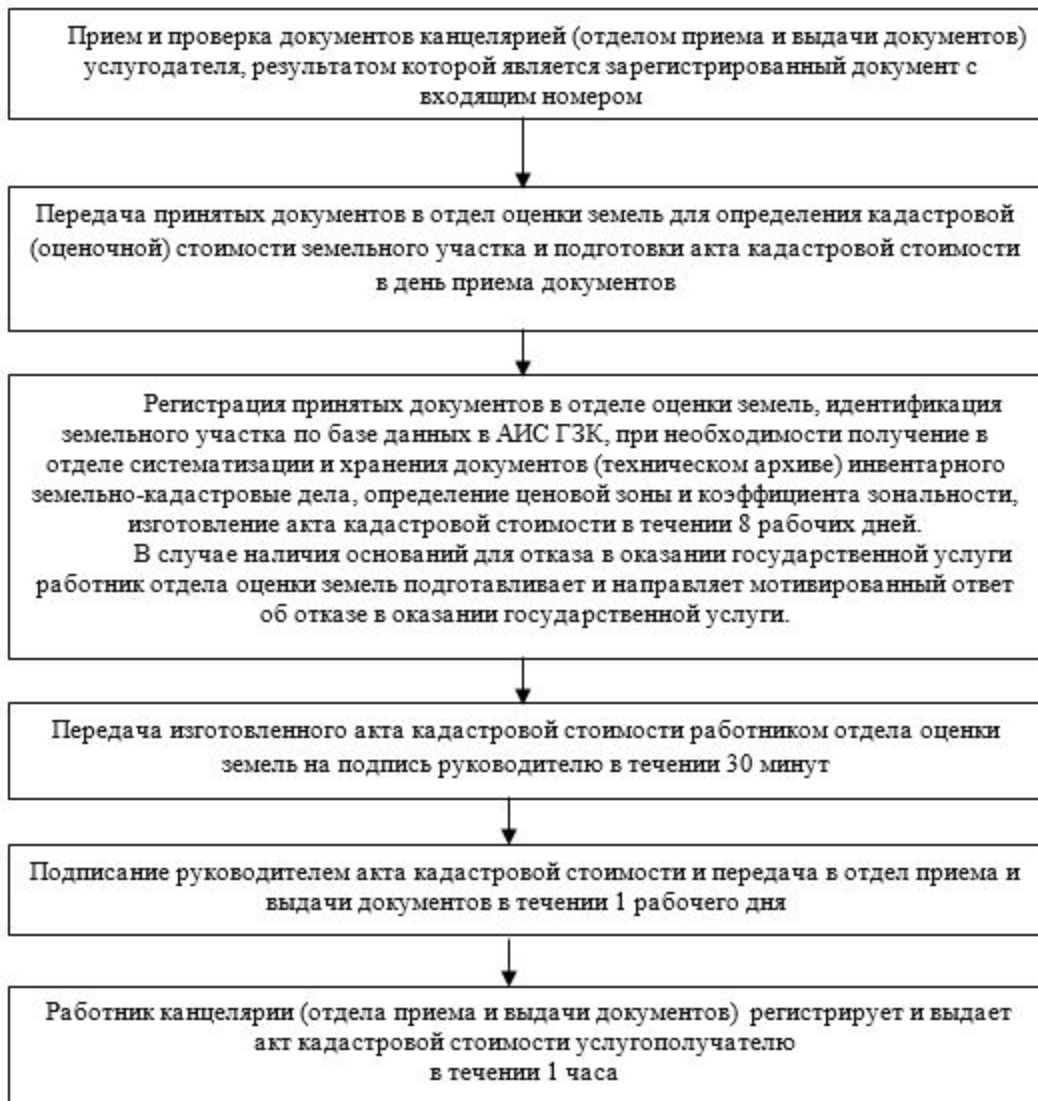 Прием и проверка документов канцелярией (отделом приема и выдачи документов)
услугодателя, результатом которой является зарегистрированный документ с
входящим номером
Передача принятых документов в отдел оценки земель для определения кадастровой
(оценочной) стоимости земельного участка и подготовки акта кадастровой стоимости
в день приема документов
Регистрация принятых документов в отделе оценки земель, идентификация
земельного участка по базе данных в АИС ГЗК, при необходимости получение в
отделе систематизации и хранения документов (техническом архиве) инвентарного
земельно-кадастровые дела, определение ценовой зоны и коэффициента зональности,
изготовление акта кадастровой стоимости в течении 8 рабочих дней.
В случае наличия оснований для отказа в оказании государственной услуги
работник отдела оценки земель подготавливает и направляет мотивированный ответ
об отказе в оказании государственной услуги.
Передача изготовленного акта кадастровой стоимости работником отдела оценки
земель на подпись руководителю в течении 30 минут
Подписание руководителем акта кадастровой стоимости и передача в отдел приема и
выдачи документов в течении 1 рабочего дня
Работник канцелярии (отдела приема и выдачи документов) регистрирует и выдает
акт кадастровой стоимости услугополучателю
в течении 1 часа